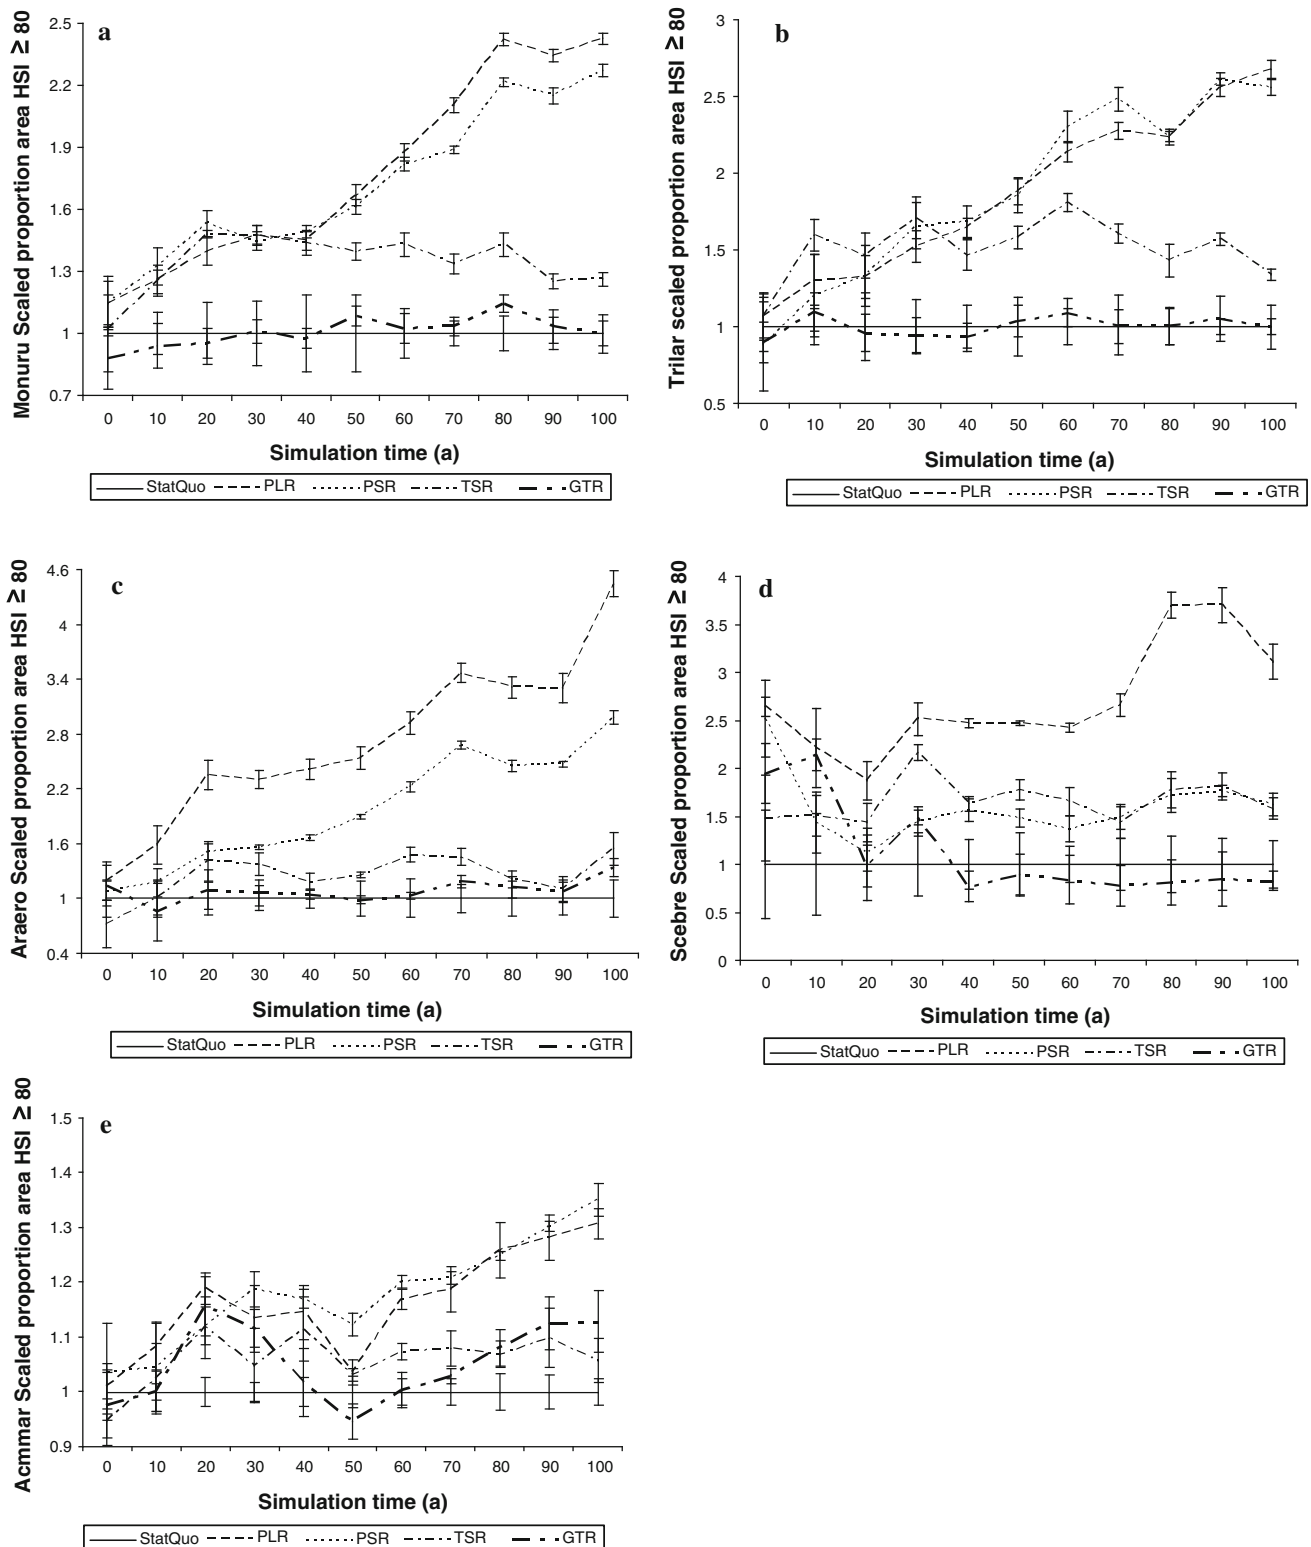 a
Monuru Scaled proportion area HSI ≥ 80
2.5
2.2
1.9
1.6
1.3
1
0.7
0 10 20 30 40 50 60 70 80 90 100
Simulation time (a)
StatQuo PLR PSR TSR GTR
b
Trilar scaled proportion area HSI ≥ 80
3
2.5
2
1.5
1
0.5
0 10 20 30 40 50 60 70 80 90 100
Simulation time (a)
StatQuo PLR PSR TSR GTR
c
Araero Scaled proportion area HSI ≥ 80
4.6
4
3.4
2.8
2.2
1.6
1
0.4
0 10 20 30 40 50 60 70 80 90 100
Simulation time (a)
StatQuo PLR PSR TSR GTR
d
Scebre Scaled proportion area HSI ≥ 80
4
3.5
3
2.5
2
1.5
1
0.5
0
0 10 20 30 40 50 60 70 80 90 100
Simulation time (a)
StatQuo PLR PSR TSR GTR
e
Acmmar Scaled proportion area HSI ≥ 80
1.5
1.4
1.3
1.2
1.1
1
0.9
0 10 20 30 40 50 60 70 80 90 100
Simulation time (a)
StatQuo PLR PSR TSR GTR